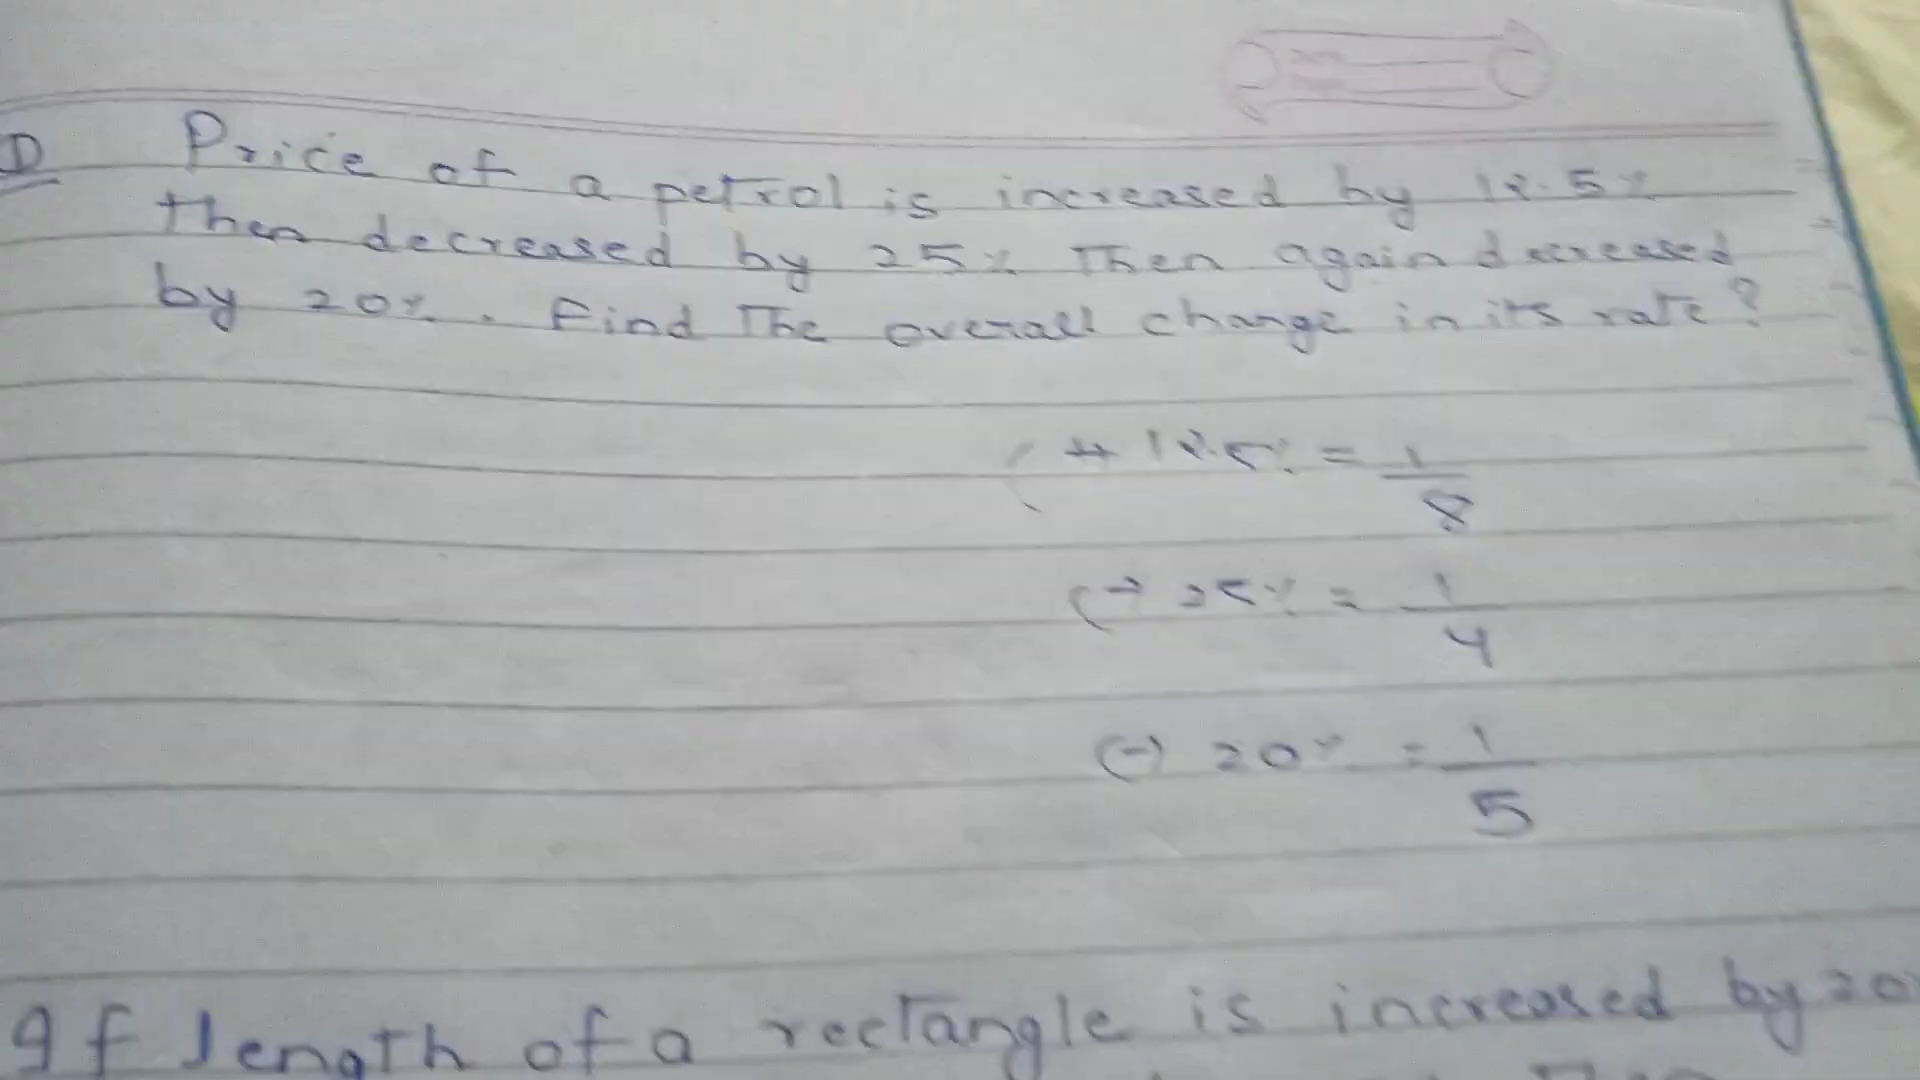 ① Price of a petrol is increased by 12.5%
then decreased by 25% Then again decreased
by 20%. Find The overall change in its rate?
(+) 12.5% = 1/8
(-) 25% = 1/4
(-) 20% = 1/5
If length of a rectangle is increased by 20